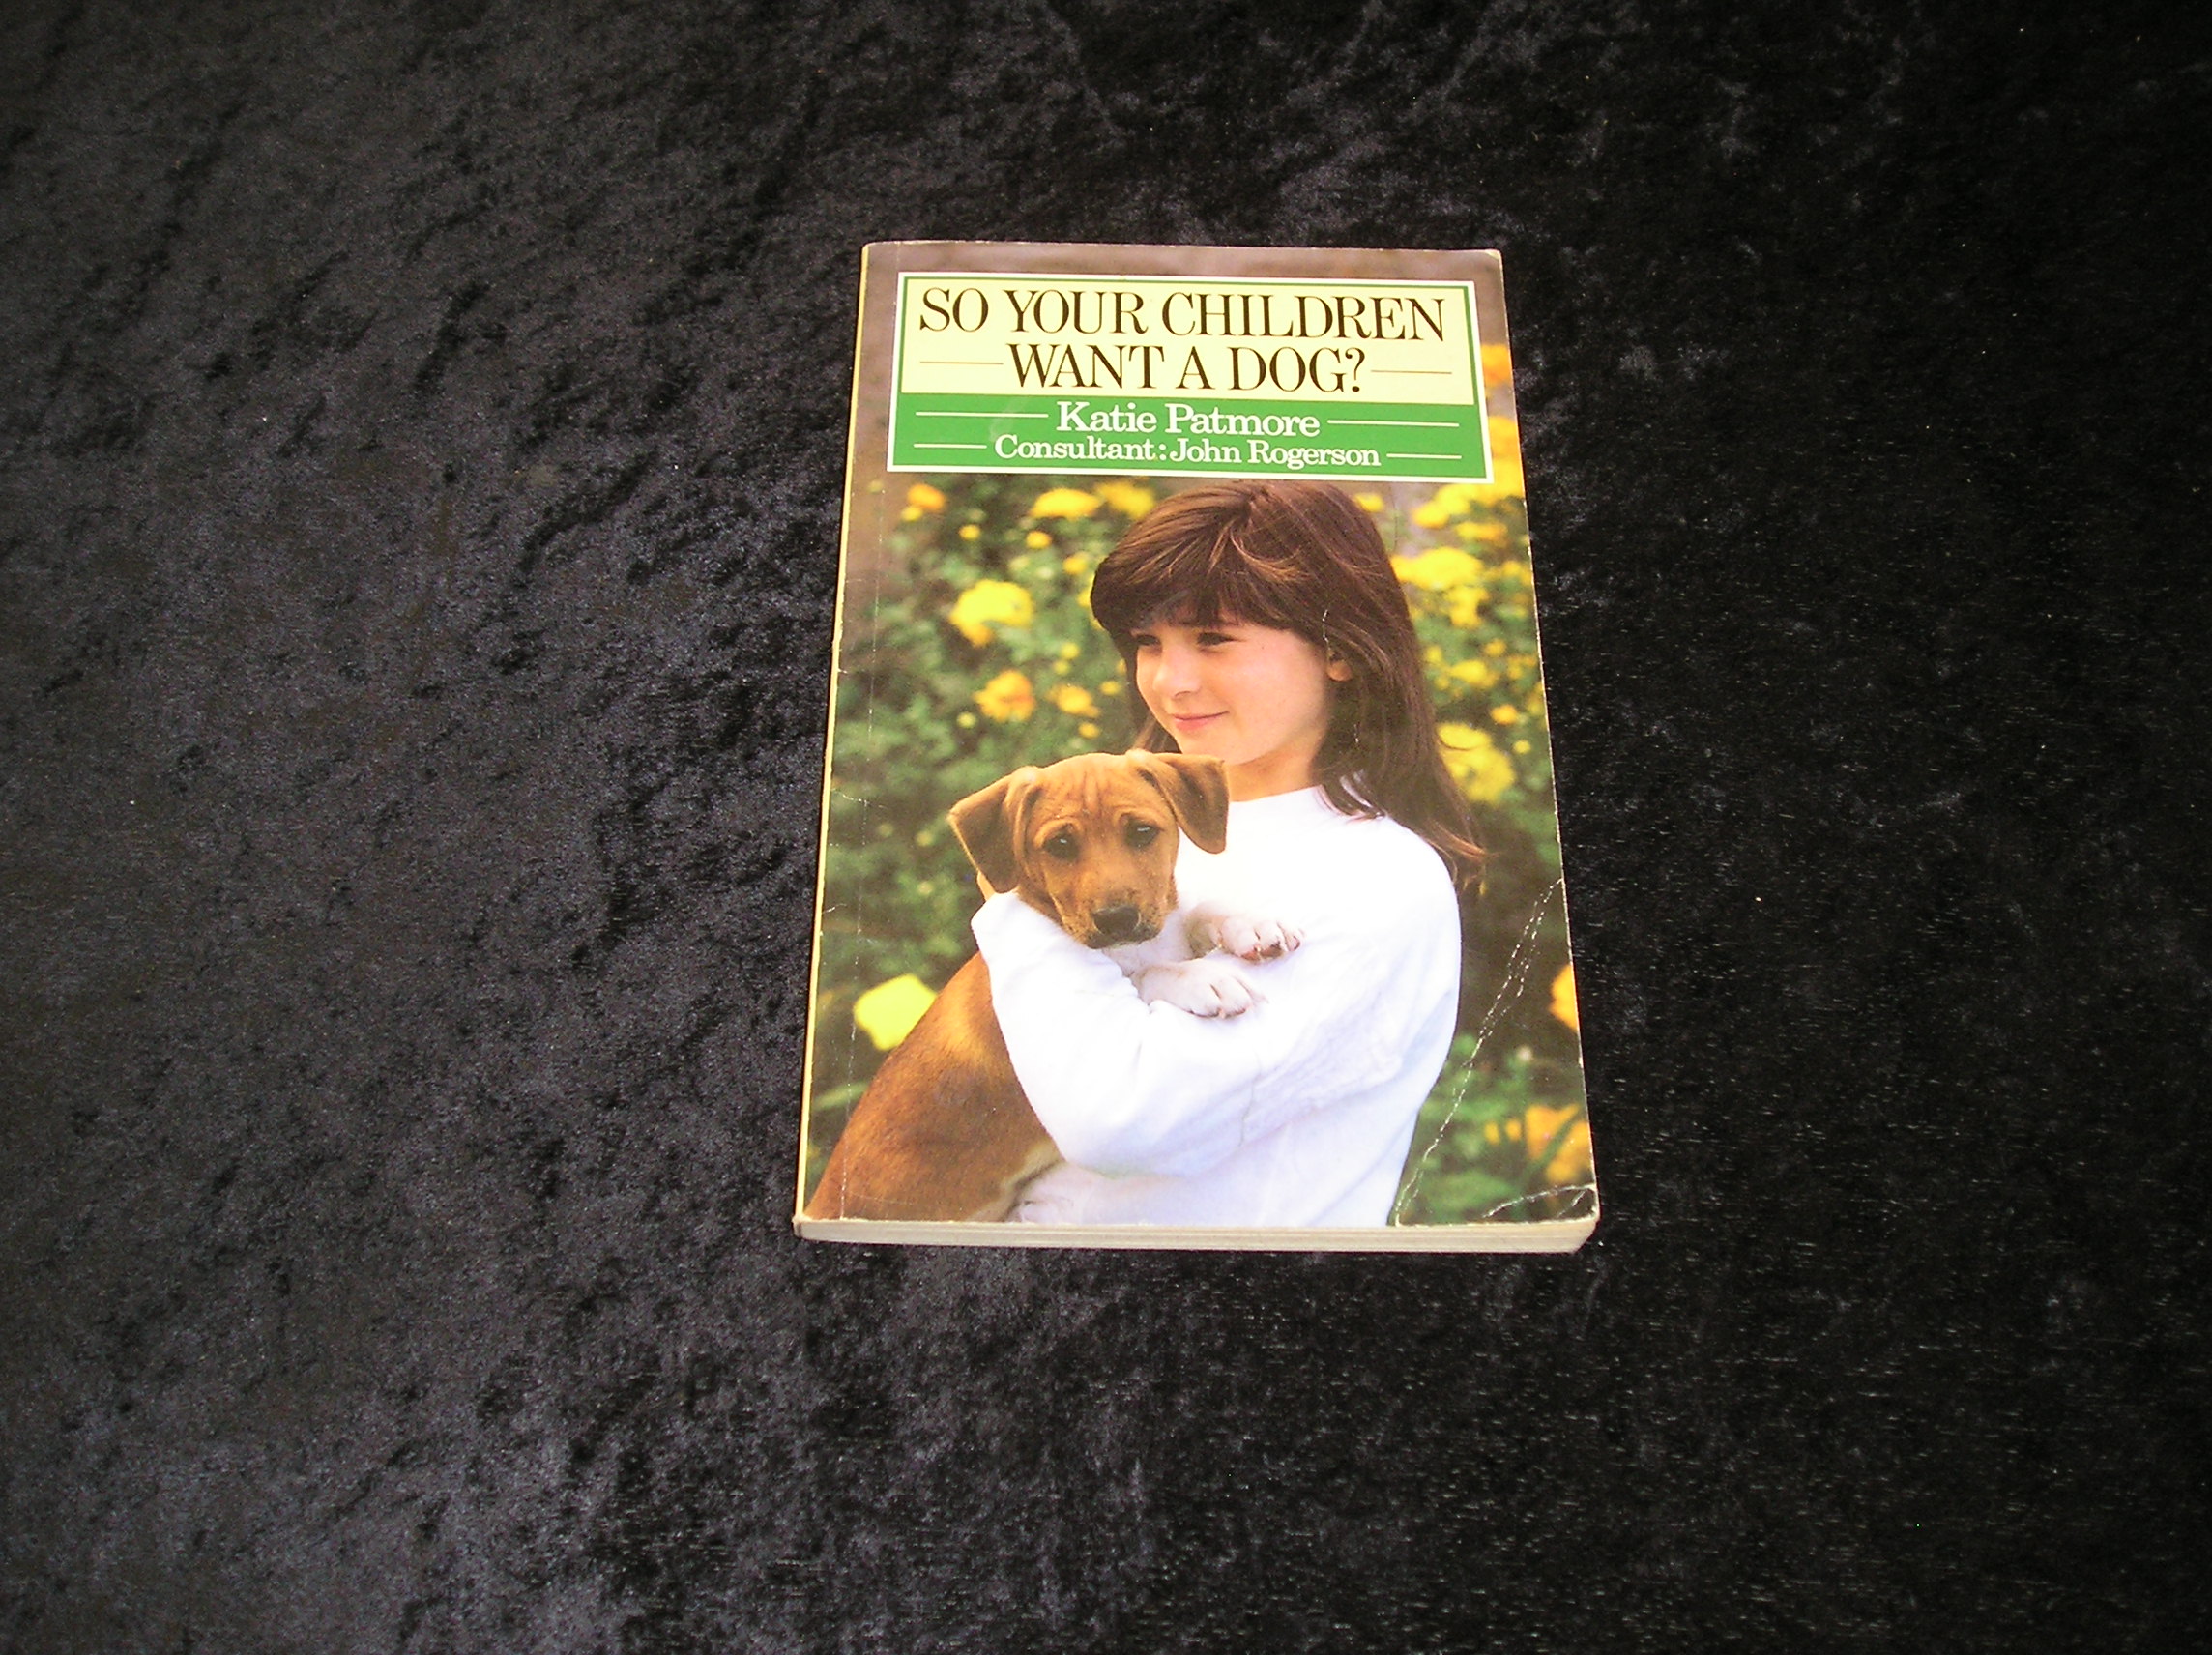 SO YOUR CHILDREN
WANT A DOG?
Katie Patmore
Consultant: John Rogerson